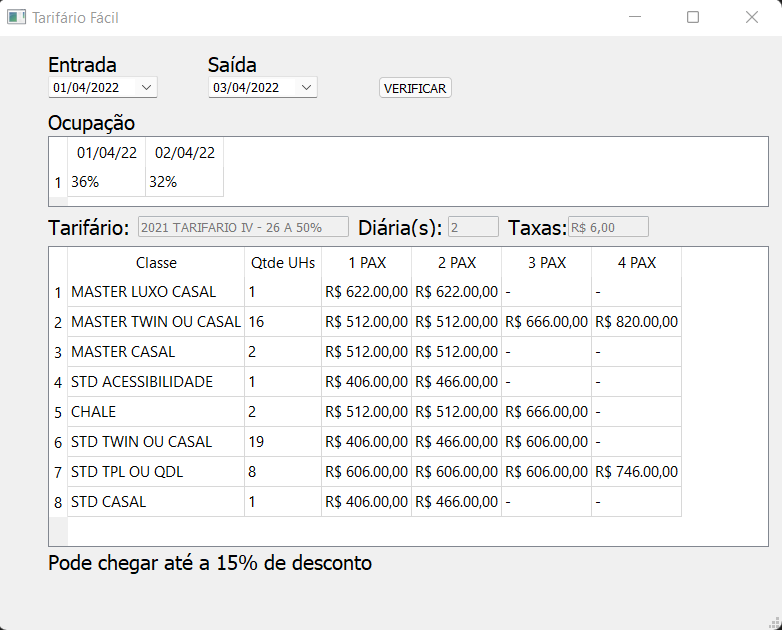 Tarifário Fácil
Entrada Saída
01/04/2022 03/04/2022 VERIFICAR
Ocupação
01/04/22 02/04/22
1 36% 32%
Tarifário: 2021 TARIFARIO IV - 26 A 50% Diária(s): 2 Taxas: R$ 6,00
Classe Qtde UHs 1 PAX 2 PAX 3 PAX 4 PAX
1 MASTER LUXO CASAL 1 R$ 622.00,00 R$ 622.00,00 - -
2 MASTER TWIN OU CASAL 16 R$ 512.00,00 R$ 512.00,00 R$ 666.00,00 R$ 820.00,00
3 MASTER CASAL 2 R$ 512.00,00 R$ 512.00,00 - -
4 STD ACESSIBILIDADE 1 R$ 406.00,00 R$ 466.00,00 - -
5 CHALE 2 R$ 512.00,00 R$ 512.00,00 R$ 666.00,00 -
6 STD TWIN OU CASAL 19 R$ 406.00,00 R$ 466.00,00 R$ 606.00,00 -
7 STD TPL OU QDL 8 R$ 606.00,00 R$ 606.00,00 R$ 606.00,00 R$ 746.00,00
8 STD CASAL 1 R$ 406.00,00 R$ 466.00,00 - -
Pode chegar até a 15% de desconto